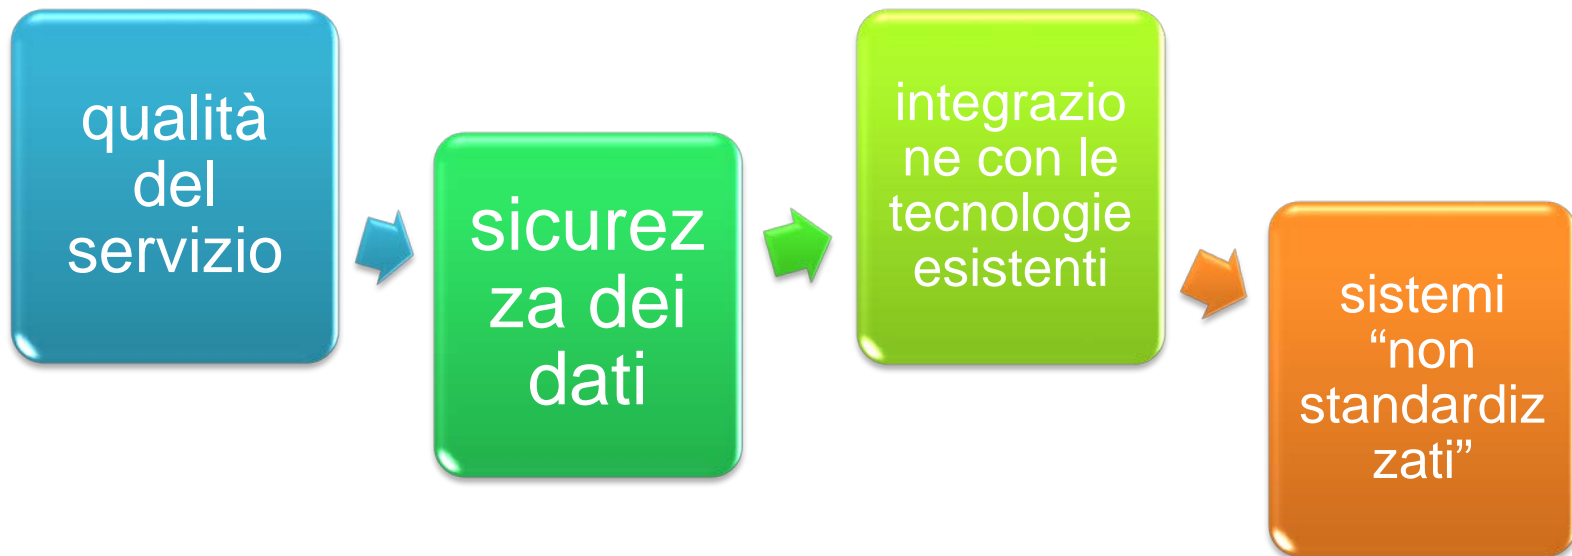 qualità
del
servizio
sicurez
za dei
dati
integrazio
ne con le
tecnologie
esistenti
sistemi
“non
standardiz
zati”